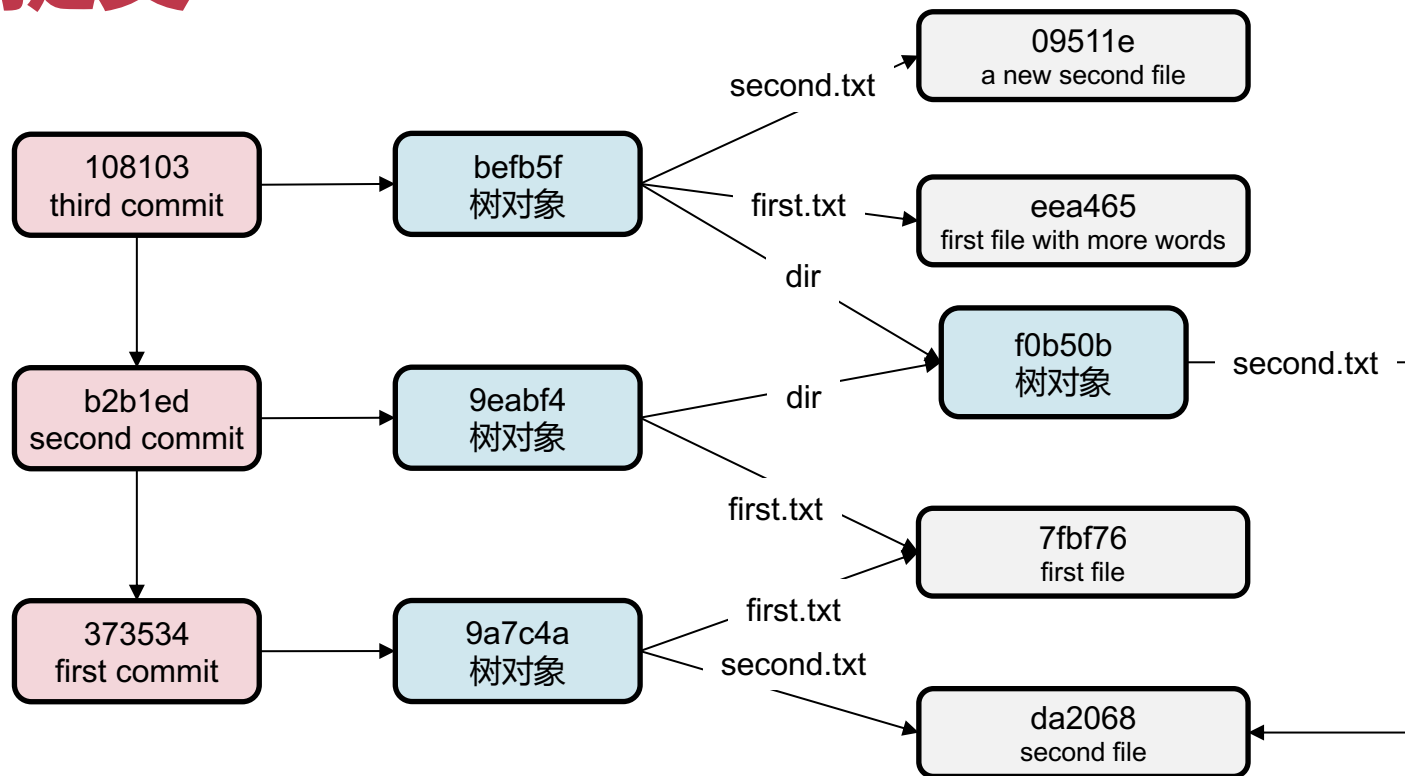 09511e
a new second file
second.txt
108103
third commit
befb5f
树对象
first.txt
eea465
first file with more words
dir
f0b50b
树对象
second.txt
b2b1ed
second commit
9eabf4
树对象
dir
first.txt
7fbf76
first file
first.txt
373534
first commit
9a7c4a
树对象
second.txt
da2068
second file